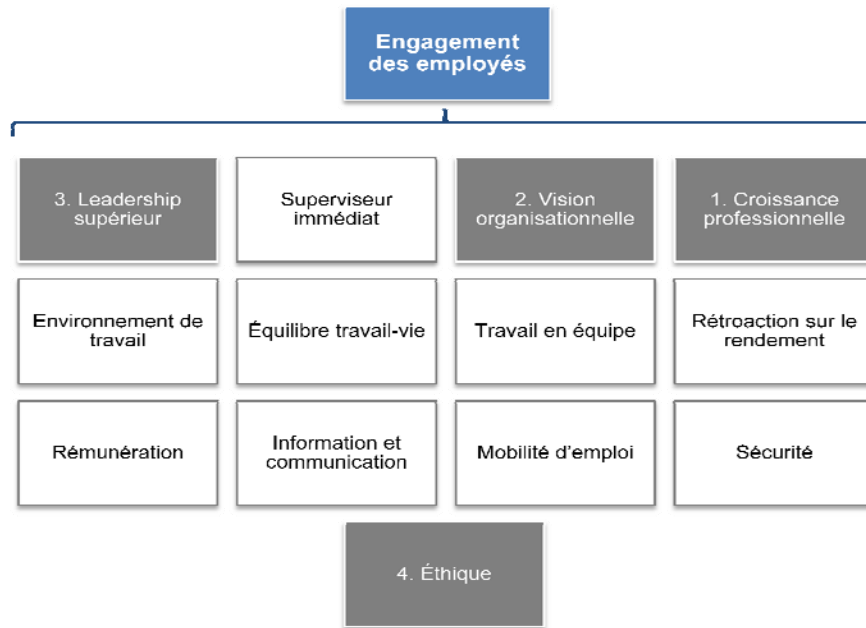 Engagement
des employés
3. Leadership
supérieur
Superviseur
immédiat
2. Vision
organisationnelle
1. Croissance
professionnelle
Environnement de
travail
Équilibre travail-vie
Travail en équipe
Rétroaction sur le
rendement
Rémunération
Information et
communication
Mobilité d'emploi
Sécurité
4. Éthique